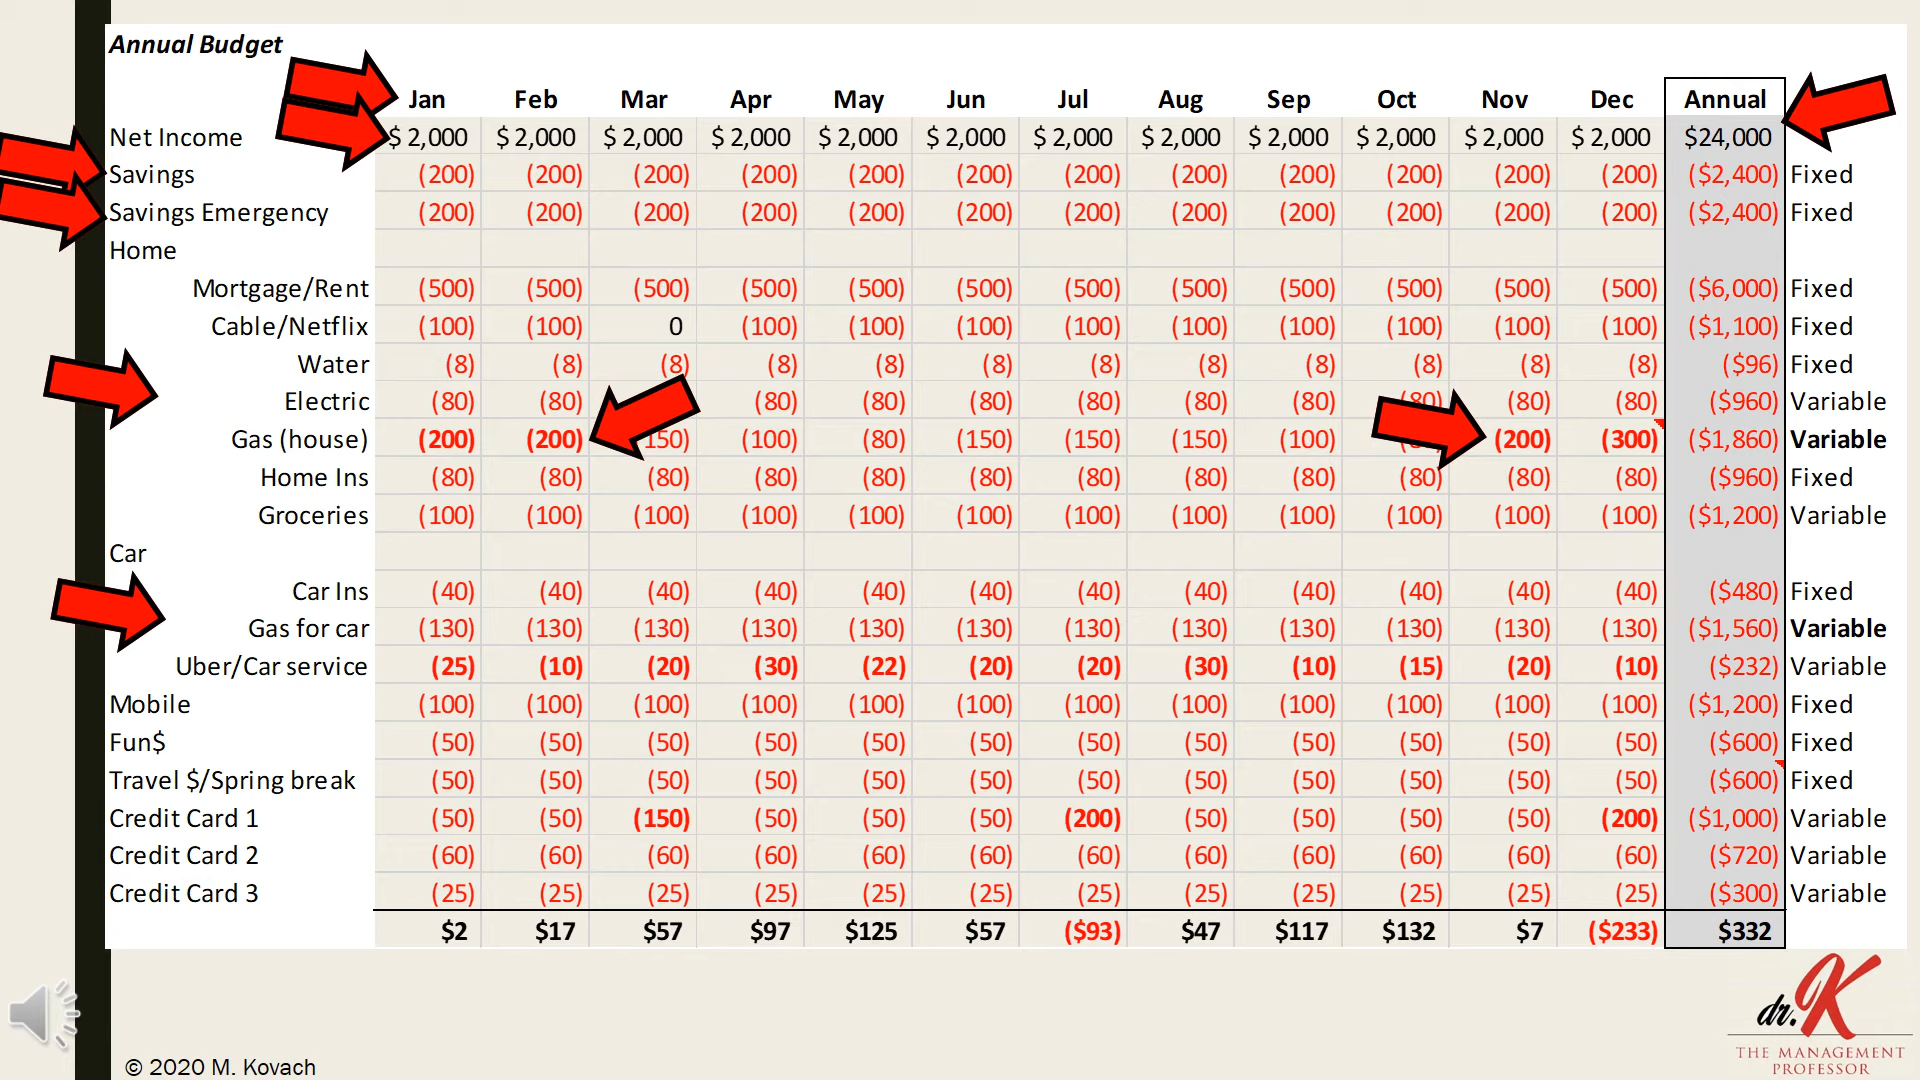 Annual Budget
Jan Feb Mar Apr May Jun Jul Aug Sep Oct Nov Dec Annual
Net Income $ 2,000 $ 2,000 $ 2,000 $ 2,000 $ 2,000 $ 2,000 $ 2,000 $ 2,000 $ 2,000 $ 2,000 $ 2,000 $ 2,000 $24,000
Savings (200) (200) (200) (200) (200) (200) (200) (200) (200) (200) (200) (200) ($2,400) Fixed
Savings Emergency (200) (200) (200) (200) (200) (200) (200) (200) (200) (200) (200) (200) ($2,400) Fixed
Home
Mortgage/Rent (500) (500) (500) (500) (500) (500) (500) (500) (500) (500) (500) (500) ($6,000) Fixed
Cable/Netflix (100) (100) 0 (100) (100) (100) (100) (100) (100) (100) (100) (100) ($1,100) Fixed
Water (8) (8) (8) (8) (8) (8) (8) (8) (8) (8) (8) (8) ($96) Fixed
Electric (80) (80) (80) (80) (80) (80) (80) (80) (80) (80) (80) ($960) Variable
Gas (house) (200) (200) 150) (100) (80) (150) (150) (150) (100) (200) (300) ($1,860) Variable
Home Ins (80) (80) (80) (80) (80) (80) (80) (80) (80) (80) (80) (80) ($960) Fixed
Groceries (100) (100) (100) (100) (100) (100) (100) (100) (100) (100) (100) (100) ($1,200) Variable
Car
Car Ins (40) (40) (40) (40) (40) (40) (40) (40) (40) (40) (40) (40) ($480) Fixed
Gas for car (130) (130) (130) (130) (130) (130) (130) (130) (130) (130) (130) (130) ($1,560) Variable
Uber/Car service (25) (10) (20) (30) (22) (20) (20) (30) (10) (15) (20) (10) ($232) Variable
Mobile (100) (100) (100) (100) (100) (100) (100) (100) (100) (100) (100) (100) ($1,200) Fixed
Fun$ (50) (50) (50) (50) (50) (50) (50) (50) (50) (50) (50) (50) ($600) Fixed
Travel $/Spring break (50) (50) (50) (50) (50) (50) (50) (50) (50) (50) (50) (50) ($600) Fixed
Credit Card 1 (50) (50) (150) (50) (50) (50) (200) (50) (50) (50) (50) (200) ($1,000) Variable
Credit Card 2 (60) (60) (60) (60) (60) (60) (60) (60) (60) (60) (60) (60) ($720) Variable
Credit Card 3 (25) (25) (25) (25) (25) (25) (25) (25) (25) (25) (25) (25) ($300) Variable
$2 $17 $57 $97 $125 $57 ($93) $47 $117 $132 $7 ($233) $332
dr. K
THE MANAGEMENT
PROFESSOR
© 2020 M. Kovach